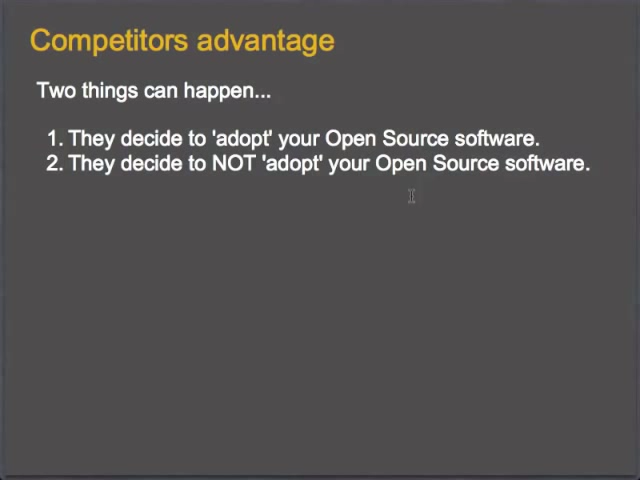 Competitors advantage
Two things can happen...
1. They decide to 'adopt' your Open Source software.
2. They decide to NOT 'adopt' your Open Source software.